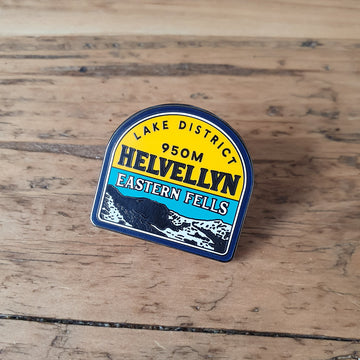 LAKE DISTRICT
950M
HELVELLYN
EASTERN FELLS